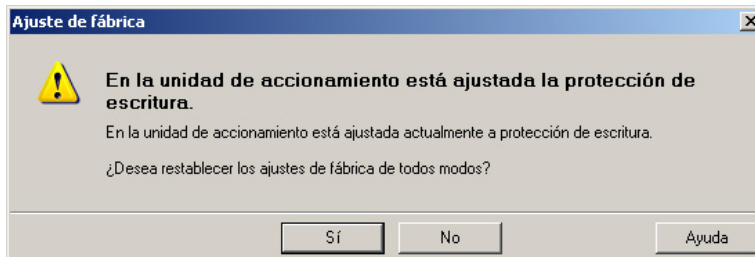 Ajuste de fábrica
En la unidad de accionamiento está ajustada la protección de
escritura.
En la unidad de accionamiento está ajustada actualmente a protección de escritura.
¿Desea restablecer los ajustes de fábrica de todos modos?
Sí No Ayuda